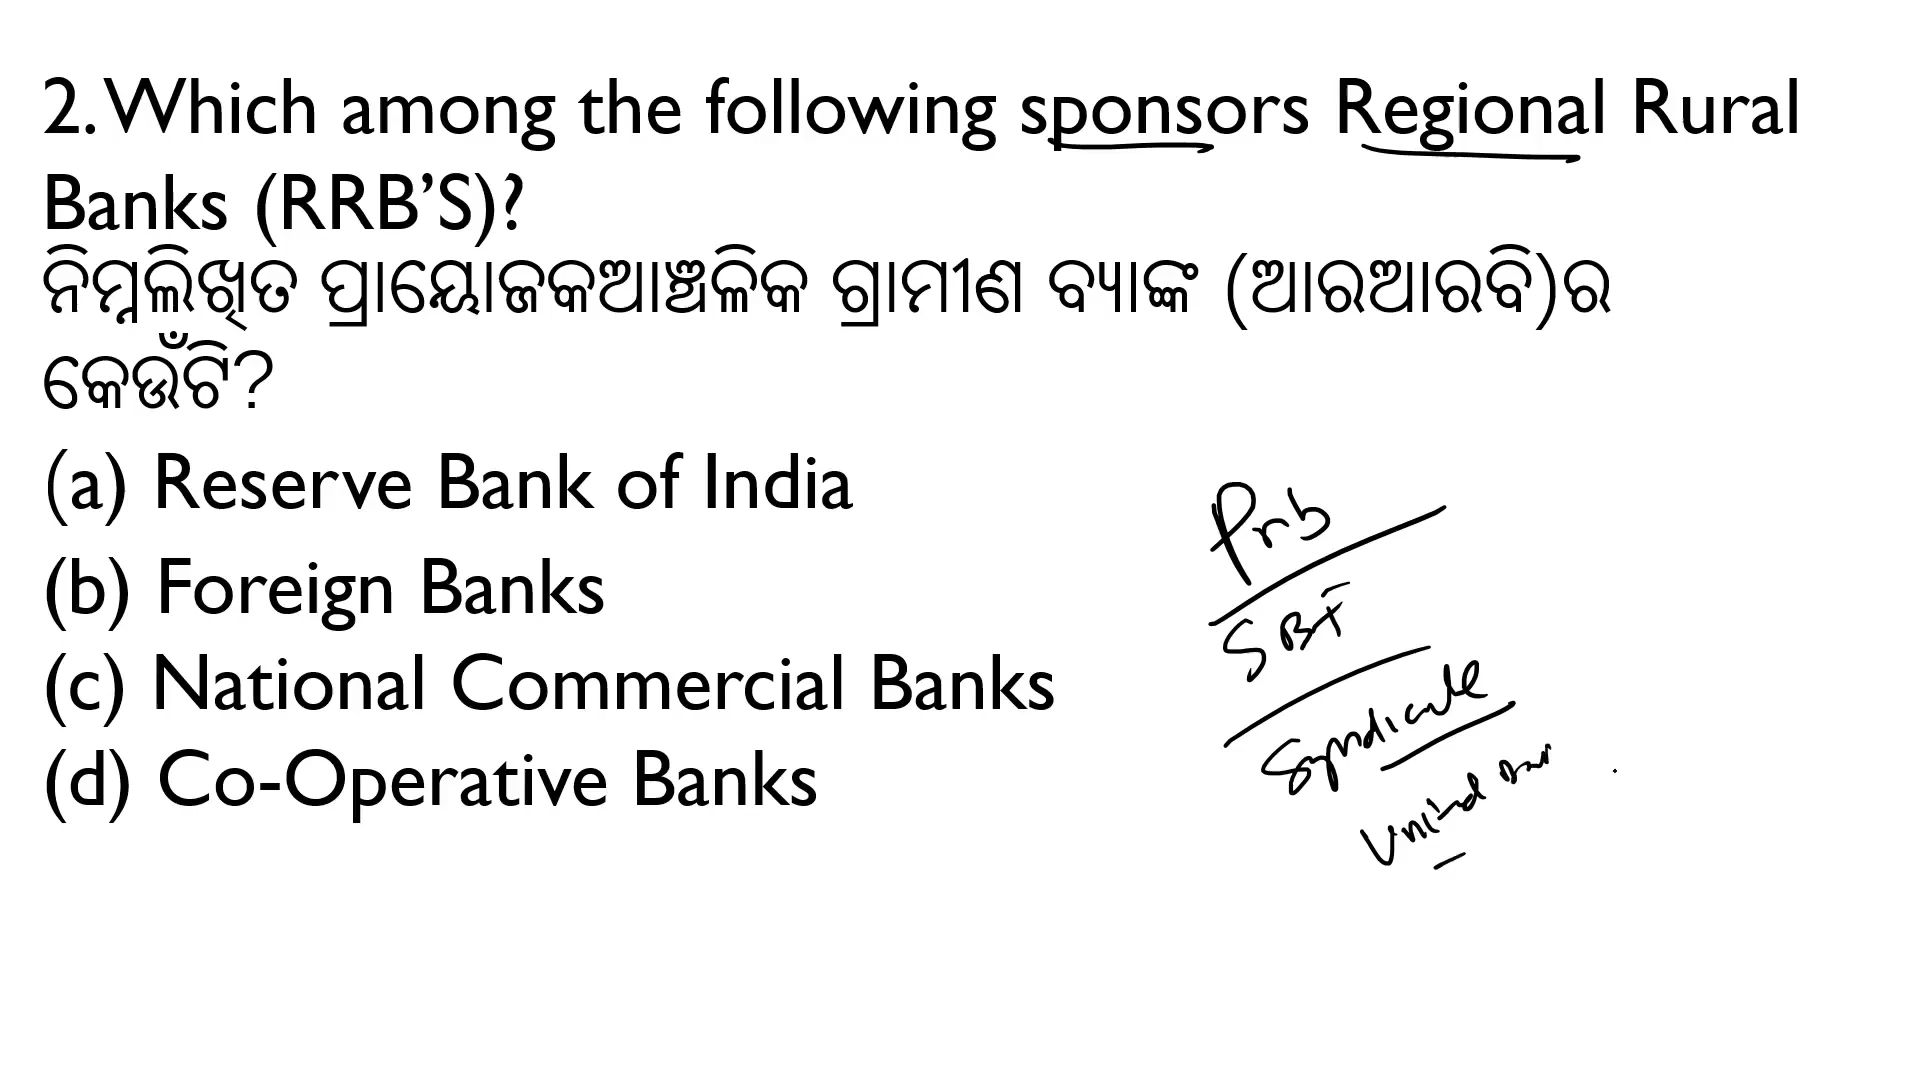 2. Which among the following sponsors Regional Rural
Banks (RRB’S)?
ନିମ୍ନଲିଖିତ ପ୍ରାୟୋଜକଆଞ୍ଚଳିକ ଗ୍ରାମୀଣ ବ୍ୟାଙ୍କ (ଆରଆରବି)ର
କେଉଁଟି?
(a) Reserve Bank of India
(b) Foreign Banks
(c) National Commercial Banks
(d) Co-Operative Banks
SBI
Syndicate
United